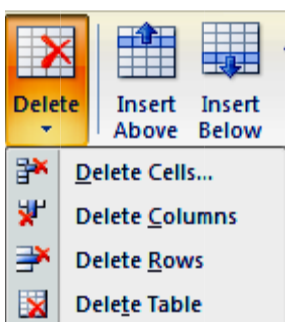 Delete Insert Insert
Above Below
Delete Cells...
Delete Columns
Delete Rows
Delete Table